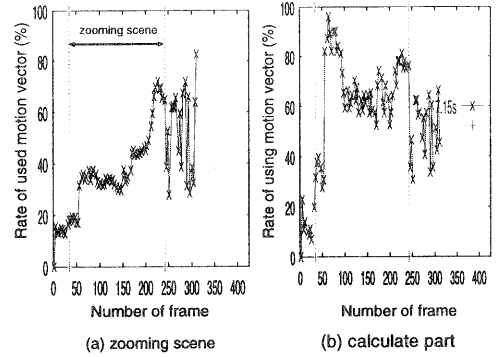 zooming scene
Rate of used motion vector (%)
100
80
60
40
20
0
0 50 100 150 200 250 300 350 400
Number of frame
(a) zooming scene
Rate of using motion vector (%)
100
80
60
40
20
0
15s
0 50 100 150 200 250 300 350 400
Number of frame
(b) calculate part